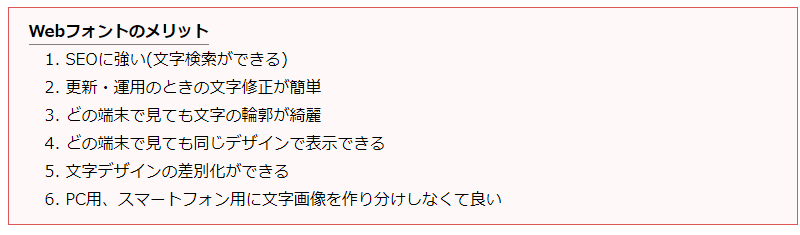 Webフォントのメリット
1. SEOに強い(文字検索ができる)
2. 更新・運用のときの文字修正が簡単
3. どの端末で見ても文字の輪郭が綺麗
4. どの端末で見ても同じデザインで表示できる
5. 文字デザインの差別化ができる
6. PC用、スマートフォン用に文字画像を作り分けしなくて良い